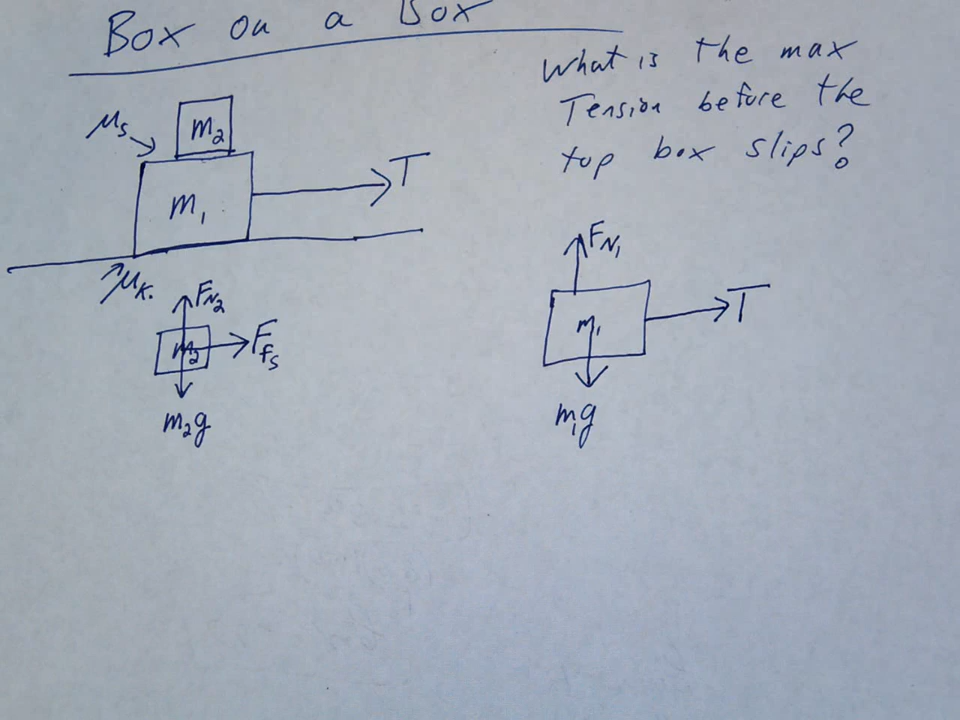 Box on a Box
What is the max
Tension before the
top box slips?
μs
m2
T
m1
μk.
FN2
m2
Ffs
m2g
FN1
m1
T
m1g